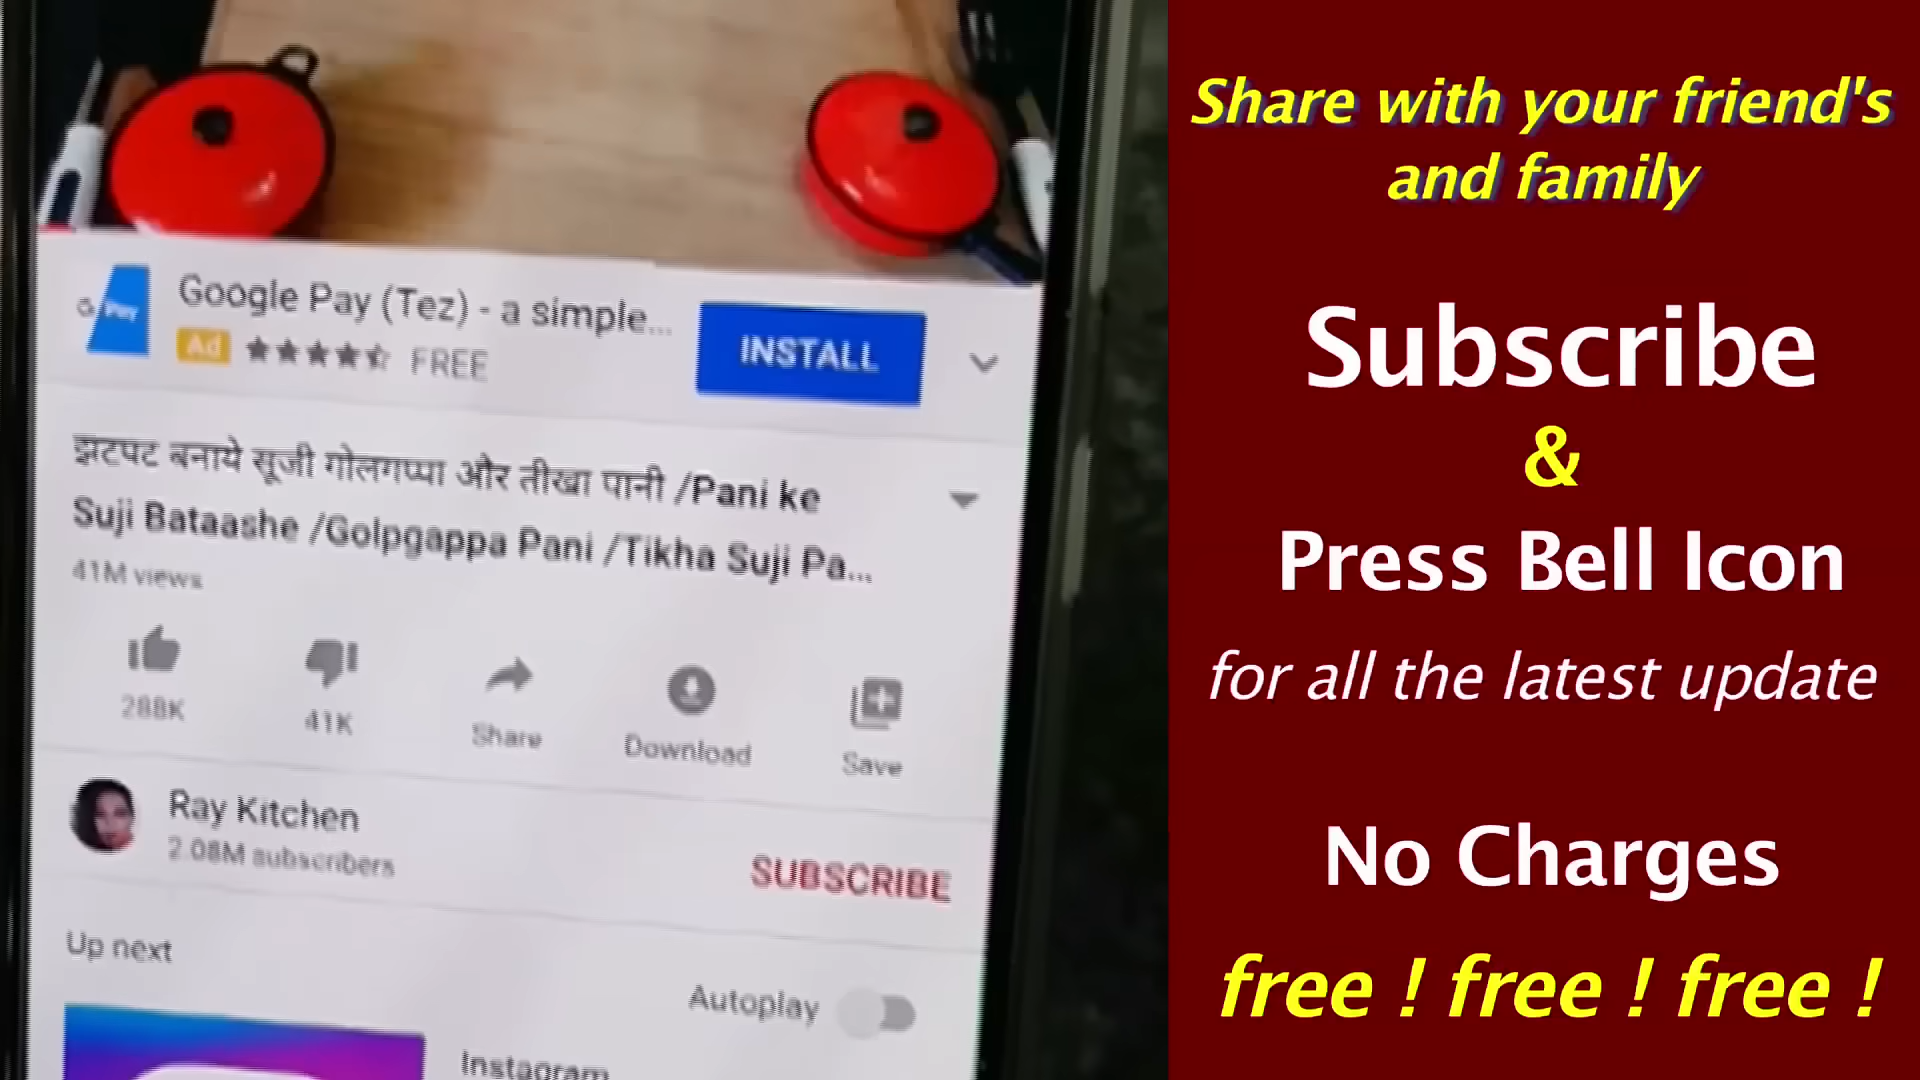 Google Pay (Tez) - a simple...
Pay
Ad FREE
INSTALL
झटपट बनाये सूजी गोलगप्पा और तीखा पानी /Pani ke
Suji Bataashe /Golpgappa Pani /Tikha Suji Pa...
41M views
288K
41K
Share
Download
Save
Ray Kitchen
2.08M subscribers
SUBSCRIBE
Up next
Autoplay
Instagram
Share with your friend's
and family
Subscribe
&
Press Bell Icon
for all the latest update
No Charges
free ! free ! free !